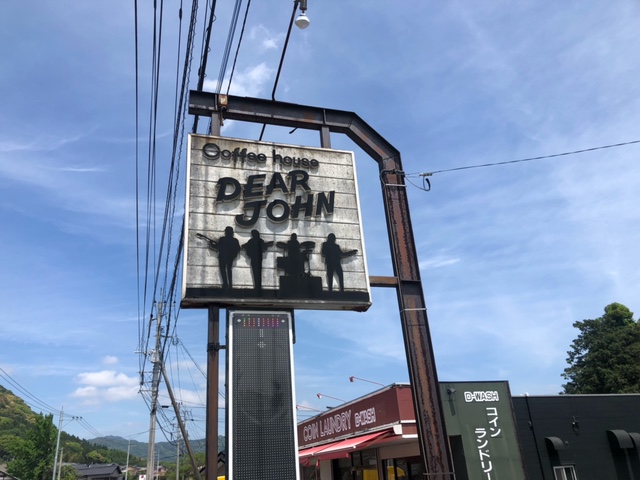 Coffee house
DEAR
JOHN
COIN LAUNDRY D-WASH
D-WASH
コイン
ランドリー